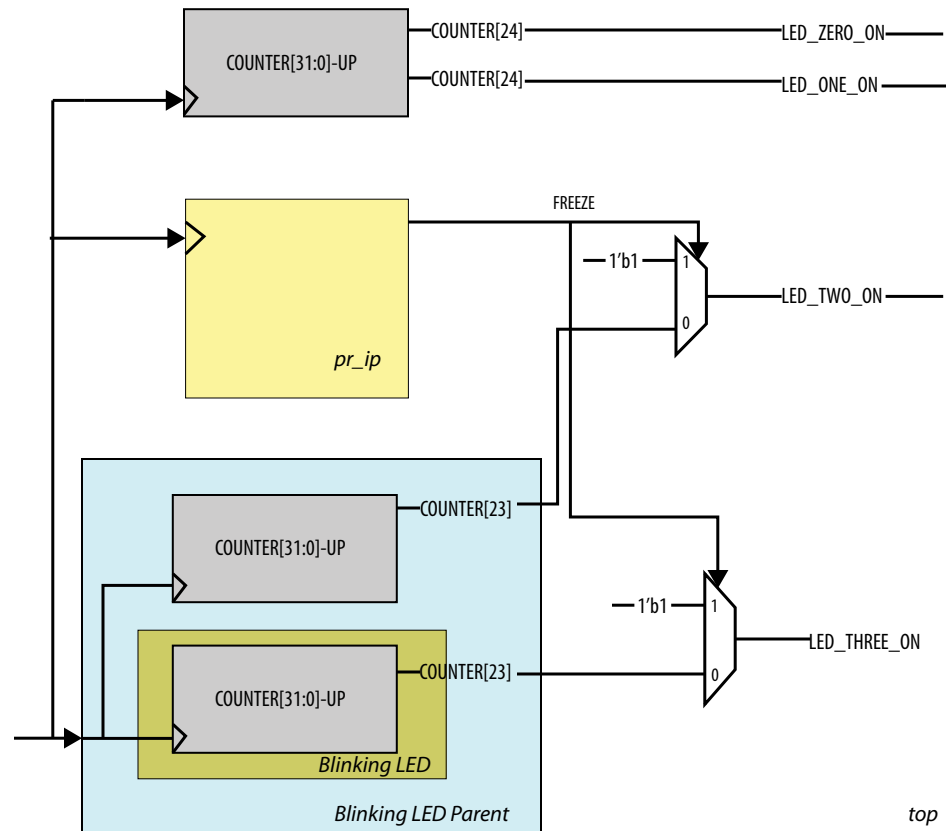 COUNTER[24]
LED_ZERO_ON
COUNTER[31:0]-UP
COUNTER[24]
LED_ONE_ON
FREEZE
1’b1
1
LED_TWO_ON
0
pr_ip
COUNTER[23]
COUNTER[31:0]-UP
1’b1
1
LED_THREE_ON
COUNTER[23]
0
COUNTER[31:0]-UP
Blinking LED
Blinking LED Parent
top